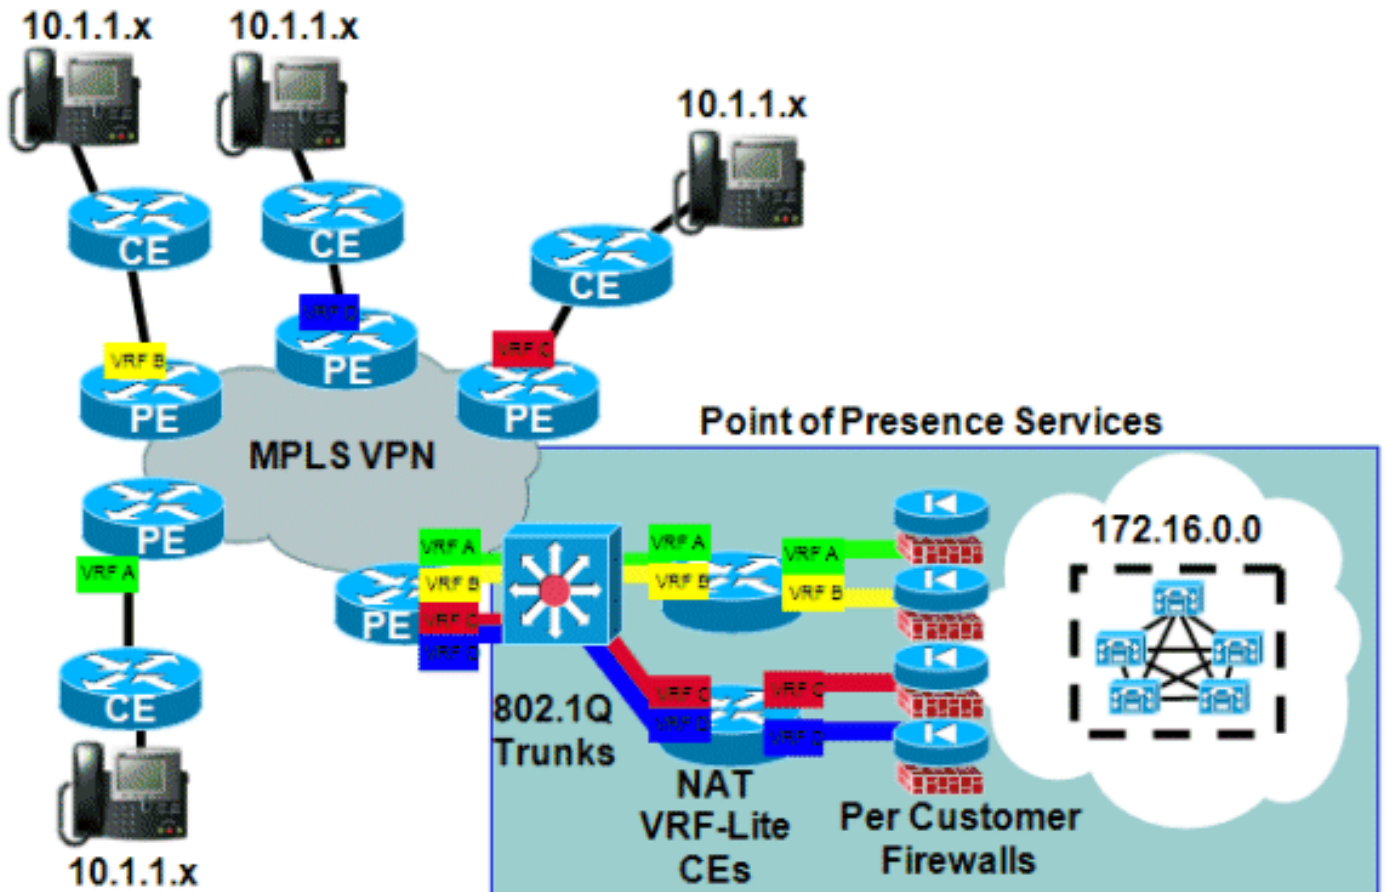 10.1.1.x
10.1.1.x
10.1.1.x
CE
CE
CE
VRF D
PE
VRF B
PE
VRF C
PE
Point of Presence Services
MPLS VPN
PE
VRF A
CE
10.1.1.x
VRF A
VRF B
VRF C
VRF D
PE
802.1Q
Trunks
VRF A
VRF B
VRF C
VRF D
NAT
VRF-Lite
CEs
VRF A
VRF B
VRF C
VRF D
Per Customer
Firewalls
172.16.0.0